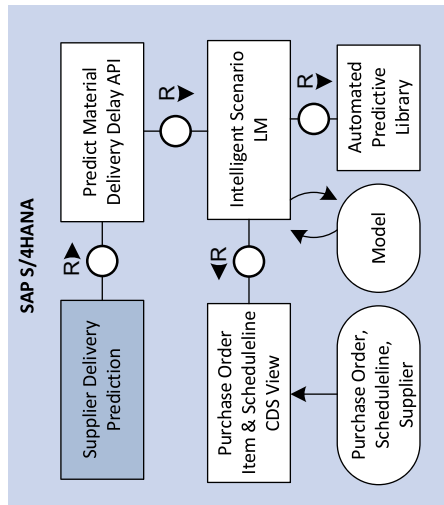 SAP S/4HANA
Supplier Delivery
Prediction
R
Predict Material
Delivery Delay API
R
Purchase Order
Item & Scheduleline
CDS View
R
Intelligent Scenario
LM
R
Purchase Order,
Scheduleline,
Supplier
Model
Automated
Predictive
Library